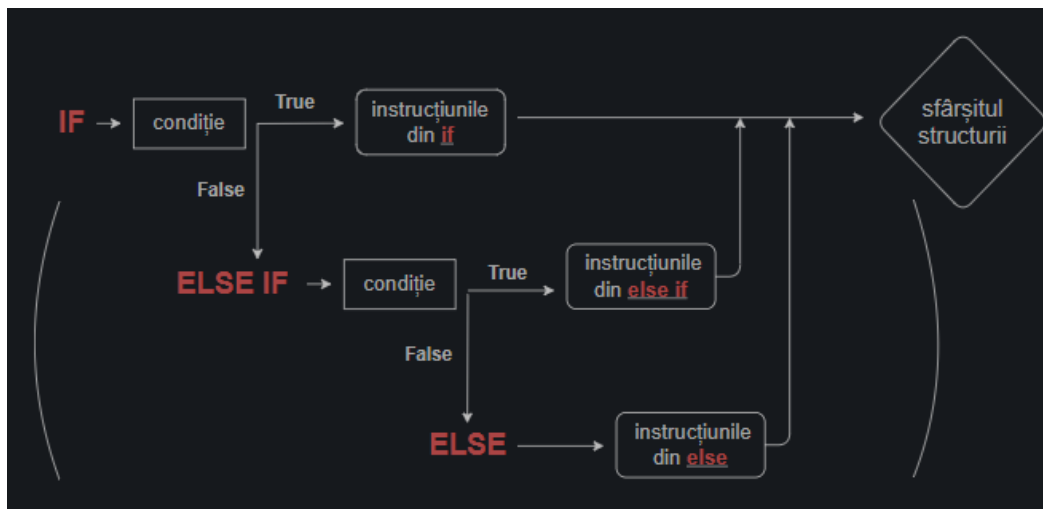 IF
condiție
True
instrucțiunile
din if
sfârșitul
structurii
False
ELSE IF
condiție
True
instrucțiunile
din else if
False
ELSE
instrucțiunile
din else